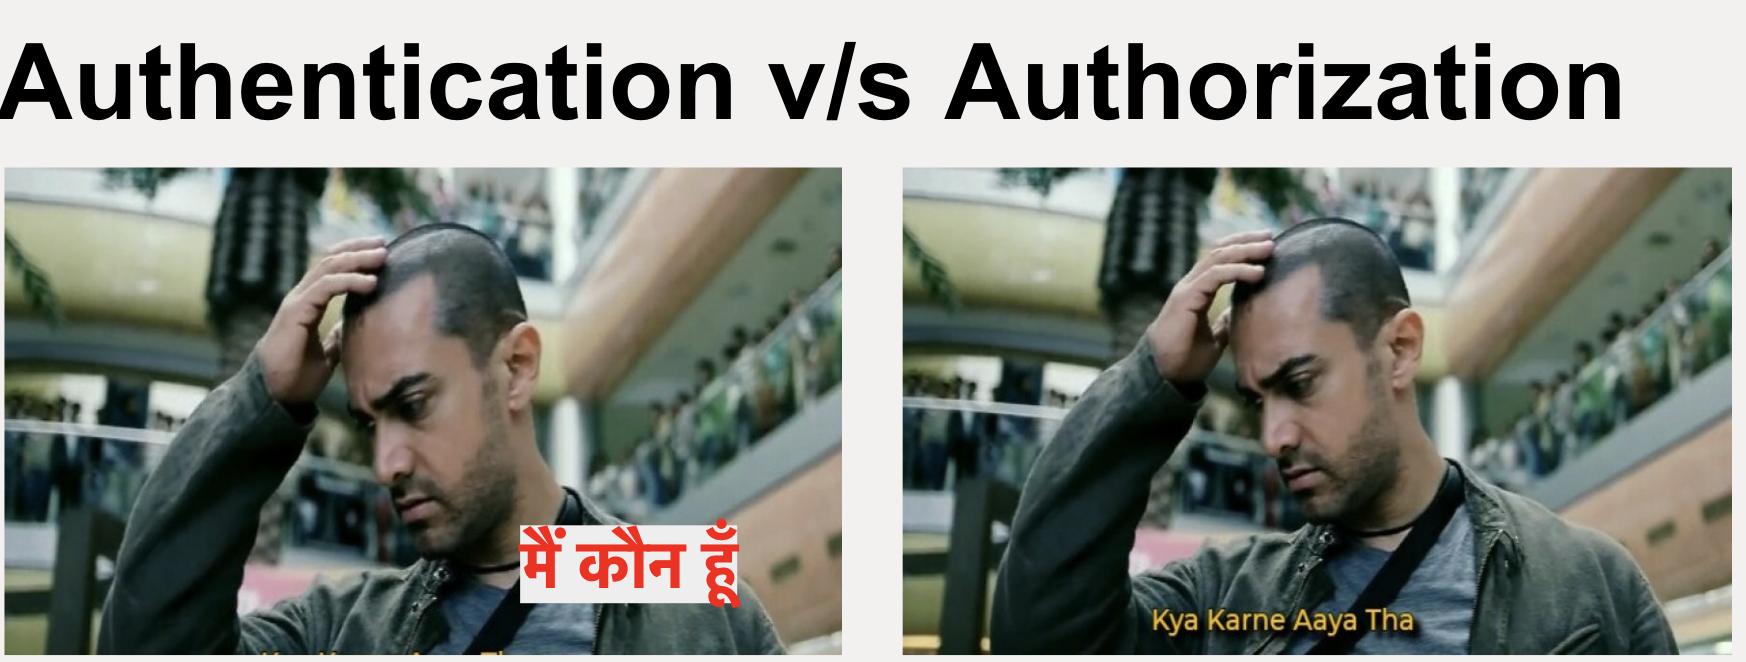 Authentication v/s Authorization
मैं कौन हूँ
Kya Karne Aaya Tha